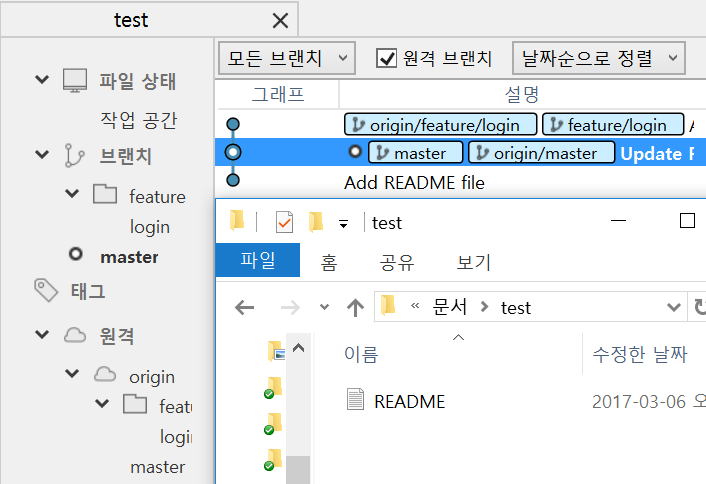 test
모든 브랜치
원격 브랜치
날짜순으로 정렬
파일 상태
작업 공간
브랜치
feature
login
master
태그
원격
origin
featu
login
master
그래프
설명
origin/feature/login
feature/login
A
master
origin/master
Update R
Add README file
test
파일
홈
공유
보기
« 문서 > test
이름
수정한 날짜
README
2017-03-06 오